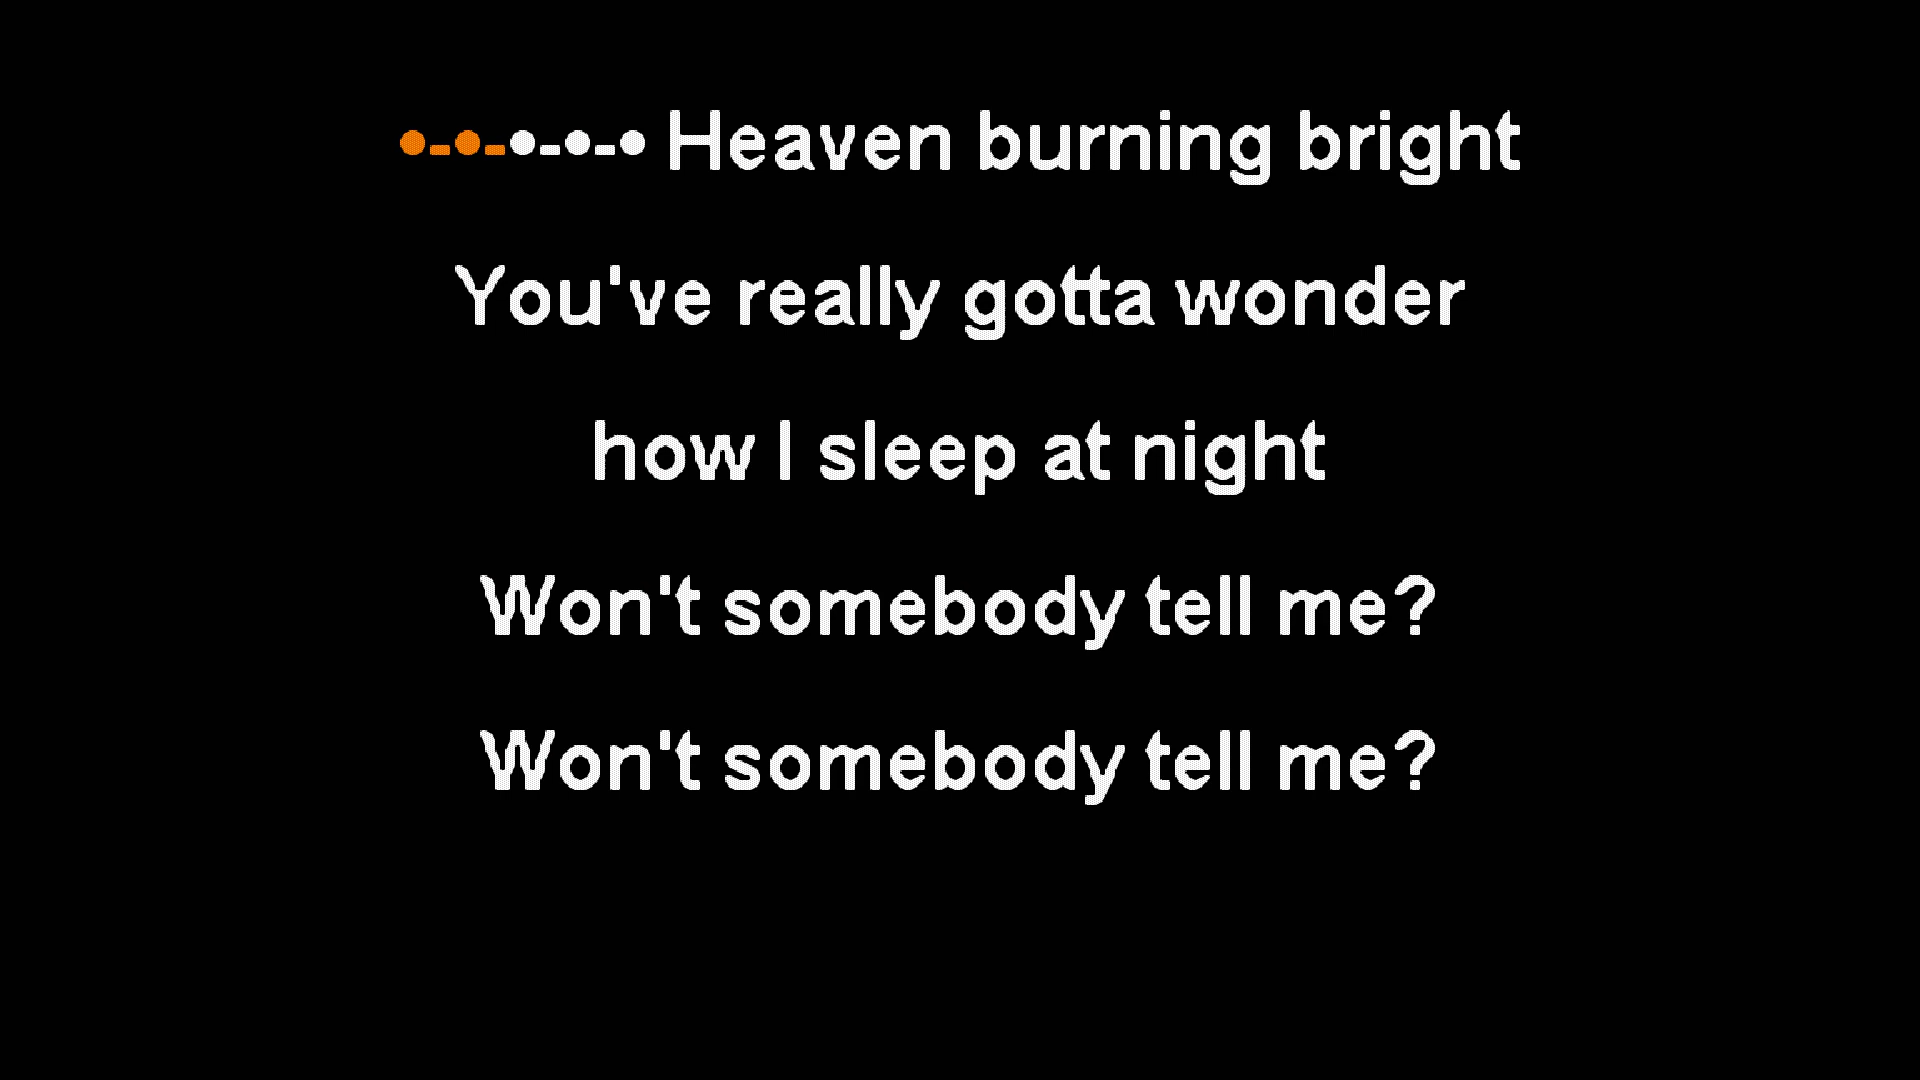 ●-●-●-●-● Heaven burning bright
You've really gotta wonder
how I sleep at night
Won't somebody tell me?
Won't somebody tell me?